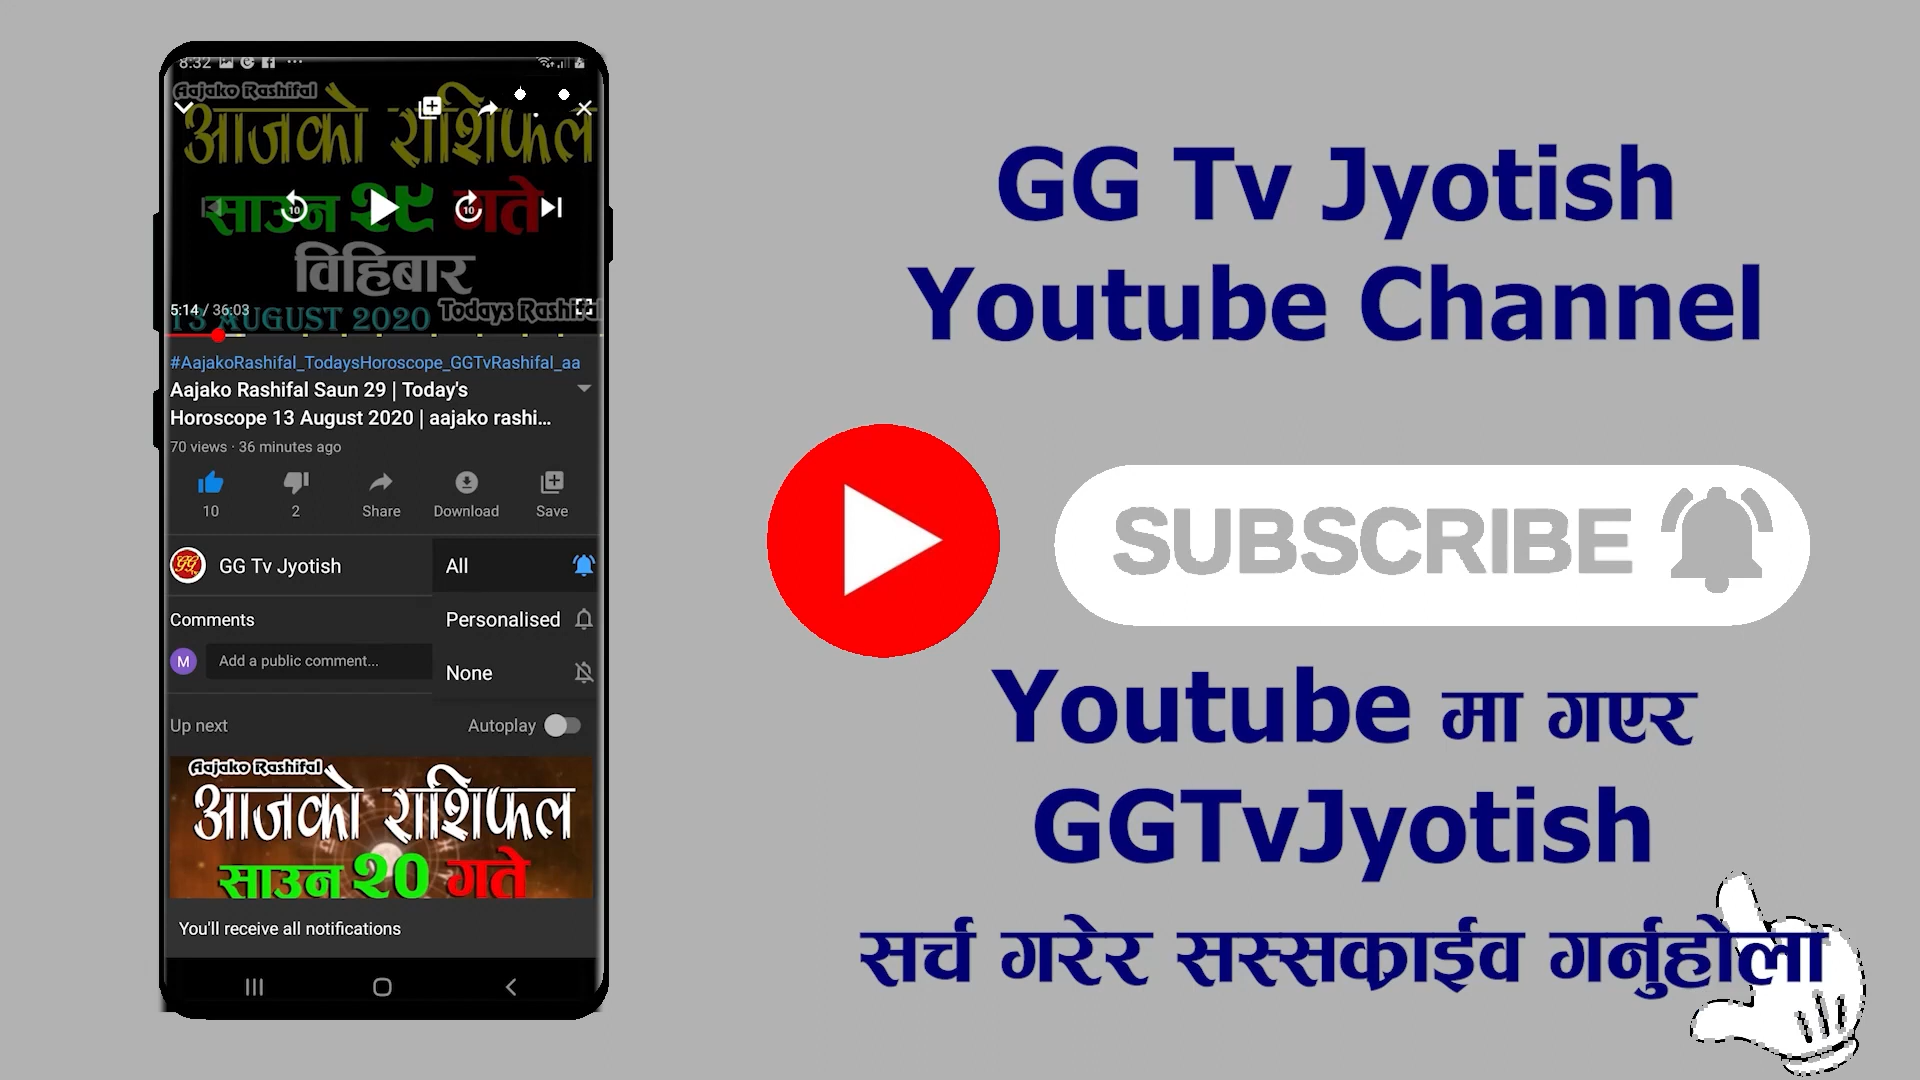 8:32
Aajako Rashifal
आजको राशिफल
साउन २९ गते
विहिबार
5:14 / 36:03
13 AUGUST 2020
Todays Rashifal
#AajakoRashifal_TodaysHoroscope_GGTvRashifal_aa
Aajako Rashifal Saun 29 | Today's
Horoscope 13 August 2020 | aajako rashi...
70 views · 36 minutes ago
10 2 Share Download Save
GG Tv Jyotish
All
Comments
Personalised
M Add a public comment...
None
Up next Autoplay
Aajako Rashifal
आजको राशिफल
साउन २० गते
You'll receive all notifications
GG Tv Jyotish
Youtube Channel
SUBSCRIBE
Youtube मा गएर
GGTvJyotish
सर्च गरेर सस्सक्राईव गर्नुहोला